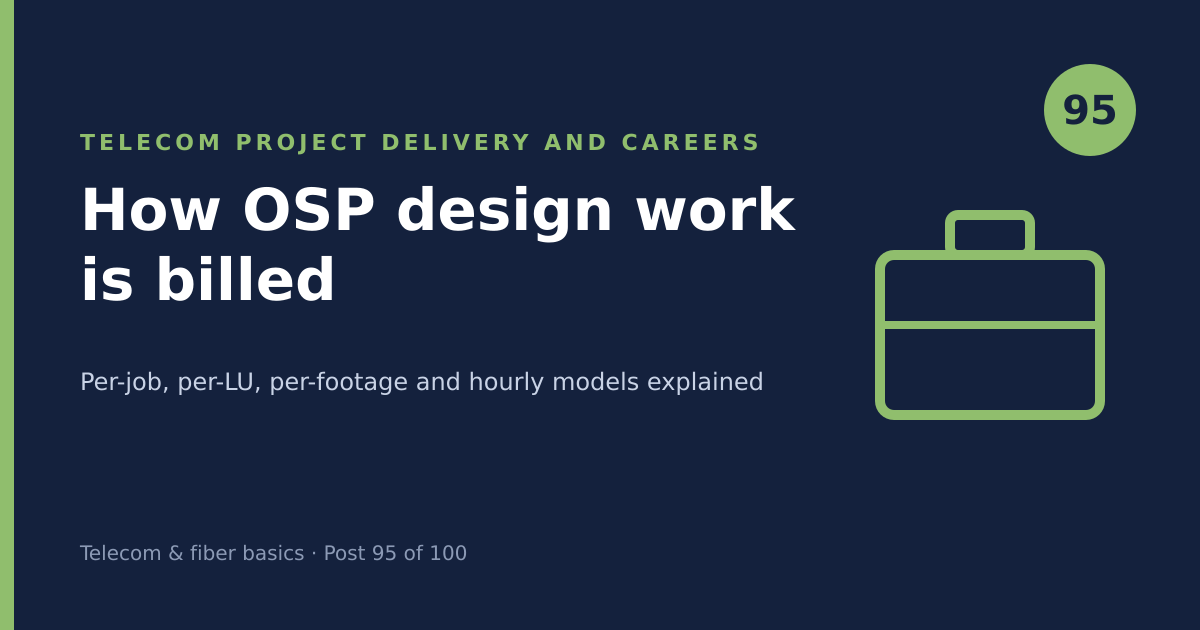 95
TELECOM PROJECT DELIVERY AND CAREERS
How OSP design work
is billed
Per-job, per-LU, per-footage and hourly models explained
Telecom & fiber basics · Post 95 of 100